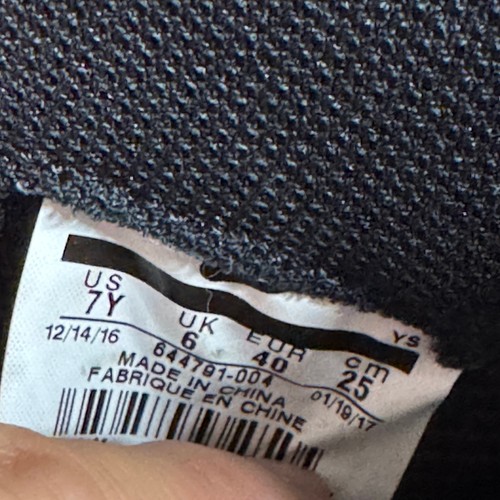 YS
US UK EUR cm
7Y 6 40 25
12/14/16 644791-004 01/19/17
MADE IN CHINA
FABRIQUE EN CHINE